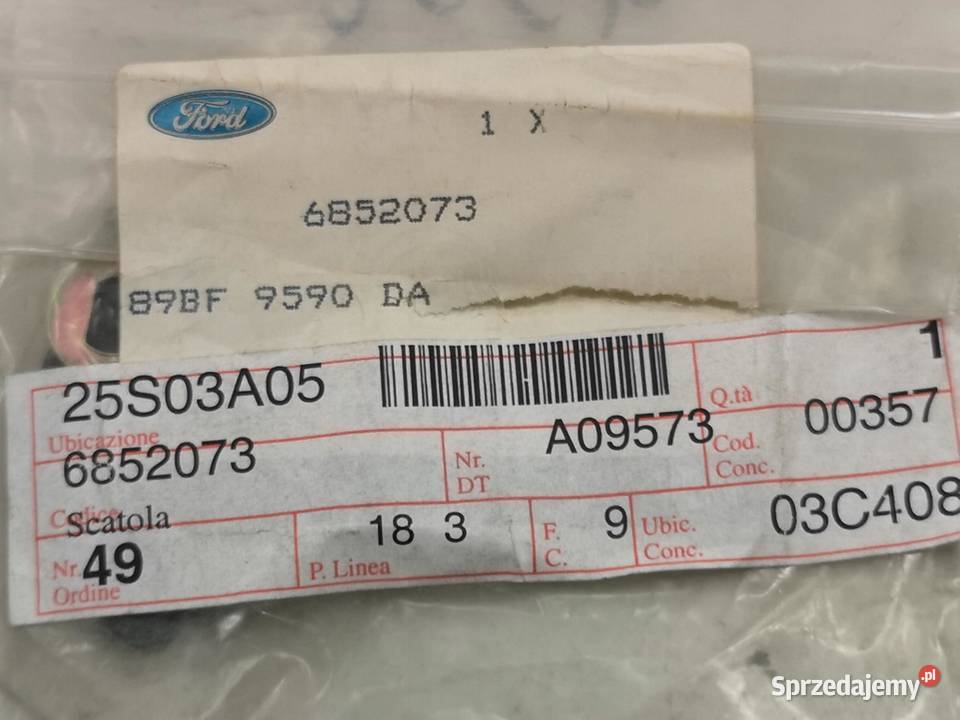 Ford
1 X
6852073
89BF 9590 DA
25S03A05
Ubicazione
Q.tà 1
6852073
Codice
Nr. DT A09573
Cod. Conc. 00357
Scatola
Nr. Ordine 49
18 3
P. Linea
F. C. 9
Ubic. Conc. 03C408
Sprzedajemy.pl